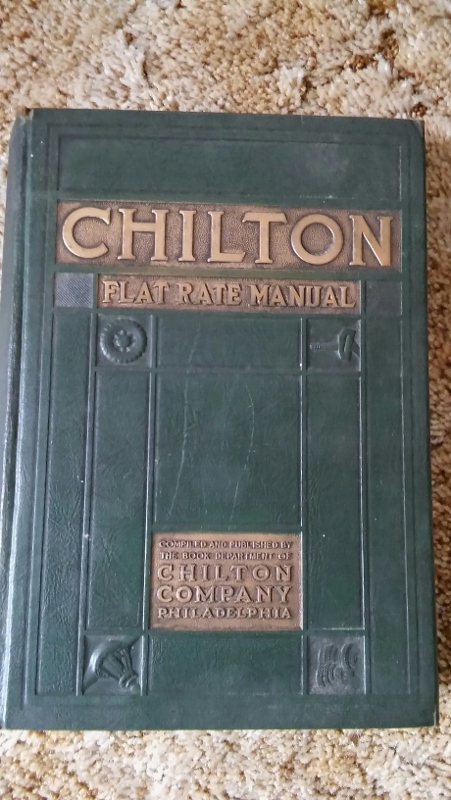 CHILTON
FLAT RATE MANUAL
COMPILED AND PUBLISHED BY
THE BOOK DEPARTMENT OF
CHILTON
COMPANY
PHILADELPHIA